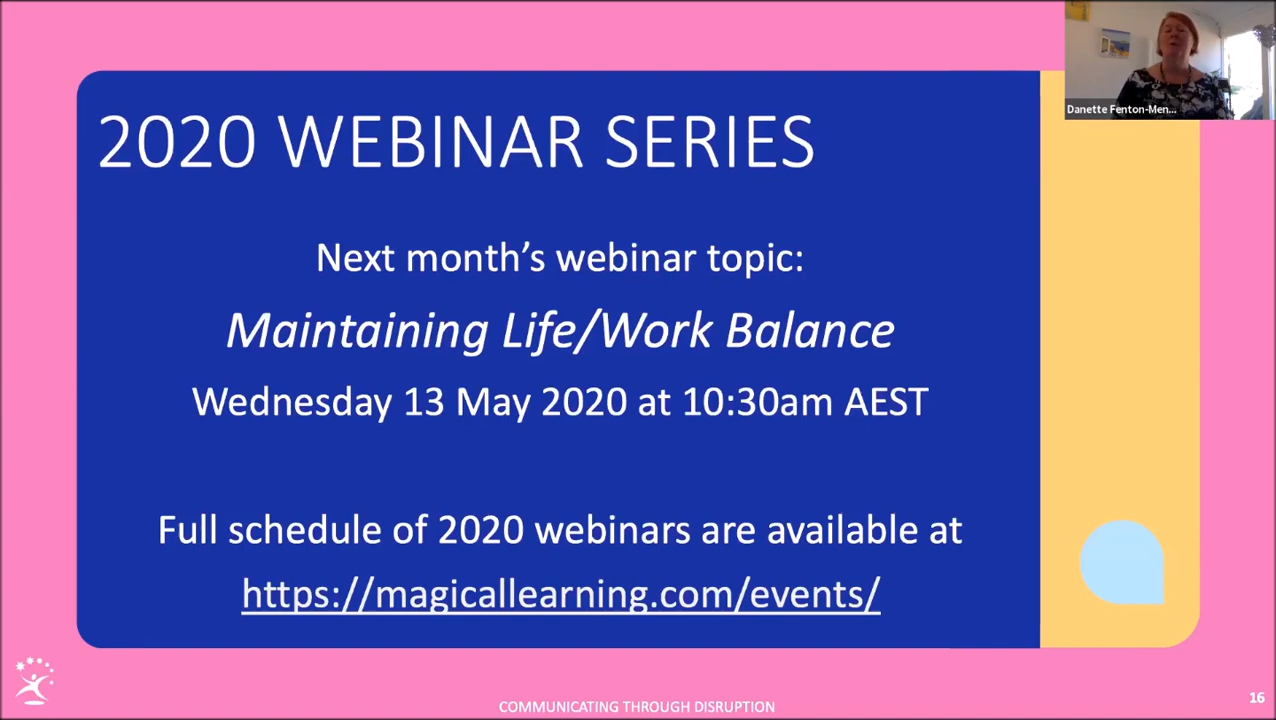 2020 WEBINAR SERIES
Danette Fenton-Men...
Next month’s webinar topic:
Maintaining Life/Work Balance
Wednesday 13 May 2020 at 10:30am AEST
Full schedule of 2020 webinars are available at
https://magicallearning.com/events/
COMMUNICATING THROUGH DISRUPTION
16